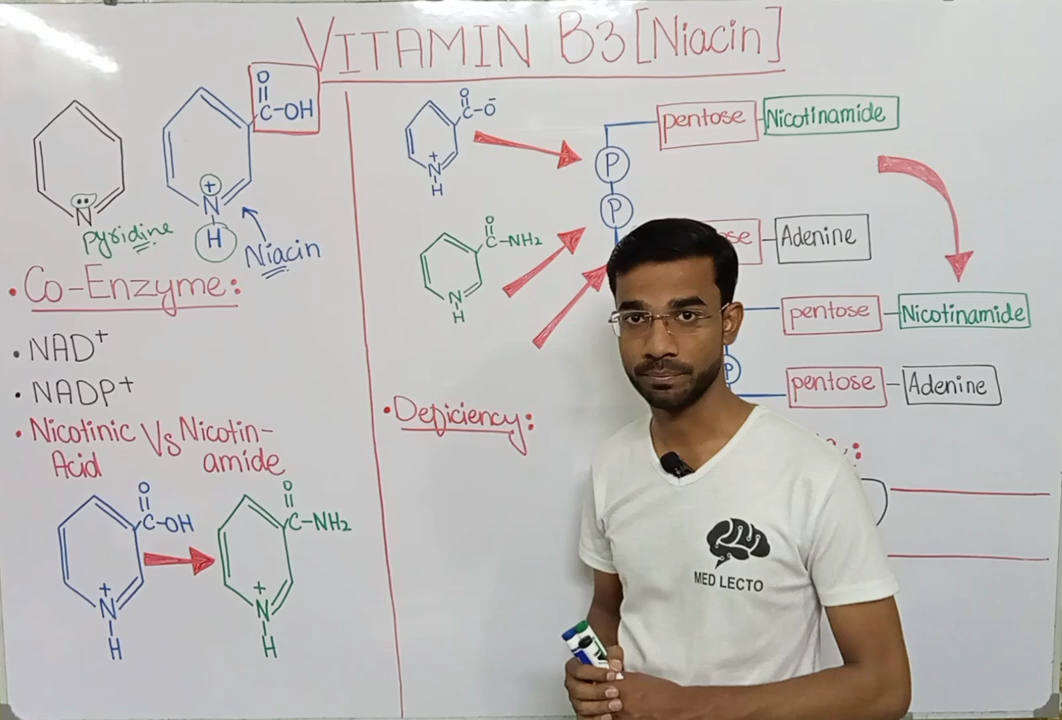 VITAMIN B3 [Niacin]
O
C-OH
N
pyridine
+
N
H
Niacin
• Co-Enzyme:
• NAD+
• NADP+
• Nicotinic Vs Nicotin-
Acid amide
O
C-OH
+
N
H
O
C-NH2
+
N
H
O
C-O-
+
N
H
O
C-NH2
N
H
P
P
pentose - Nicotinamide
Adenine
pentose - Nicotinamide
P
pentose - Adenine
• Deficiency:
MED LECTO